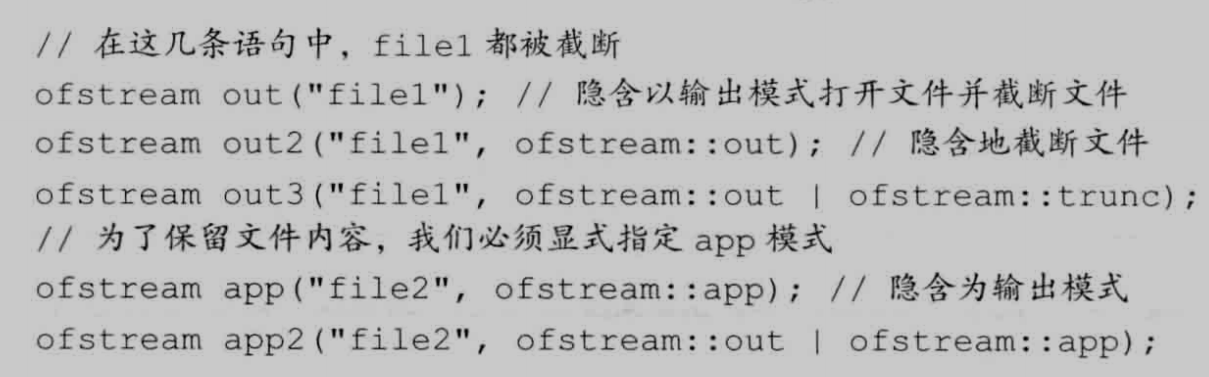 // 在这几条语句中，file1 都被截断
ofstream out("file1"); // 隐含以输出模式打开文件并截断文件
ofstream out2("file1", ofstream::out); // 隐含地截断文件
ofstream out3("file1", ofstream::out | ofstream::trunc);
// 为了保留文件内容，我们必须显式指定 app 模式
ofstream app("file2", ofstream::app); // 隐含为输出模式
ofstream app2("file2", ofstream::out | ofstream::app);